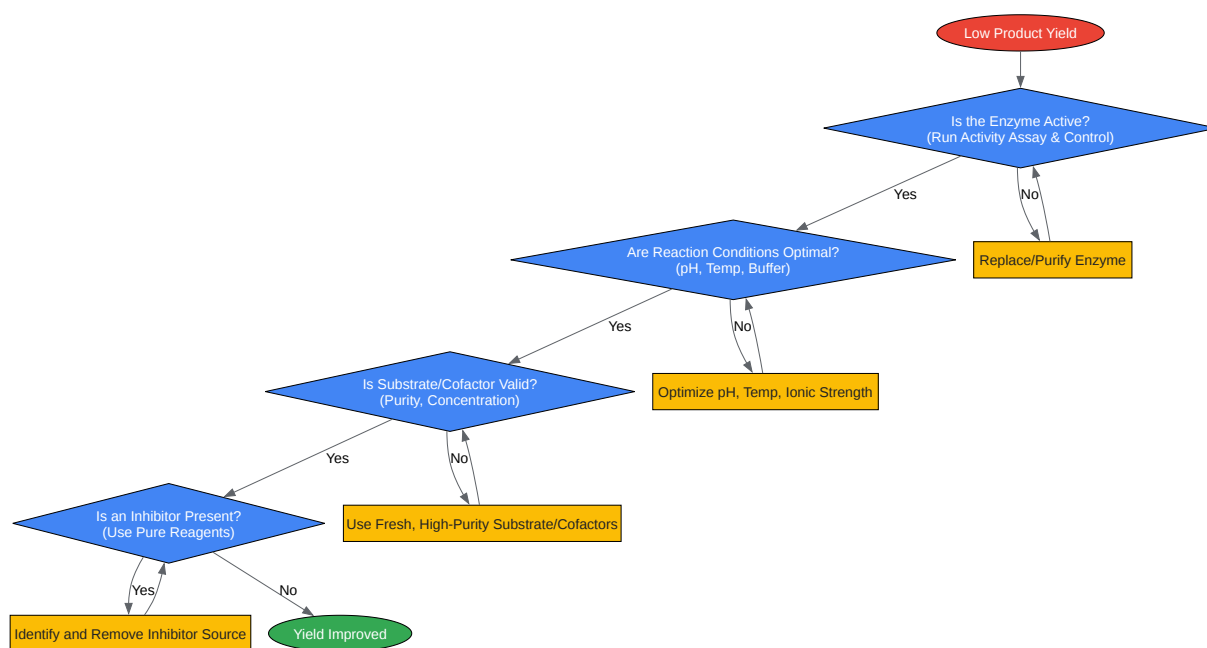 Low Product Yield
Is the Enzyme Active?
(Run Activity Assay & Control)
Yes
No
Replace/Purify Enzyme
Are Reaction Conditions Optimal?
(pH, Temp, Buffer)
Yes
No
Optimize pH, Temp, Ionic Strength
Is Substrate/Cofactor Valid?
(Purity, Concentration)
Yes
No
Use Fresh, High-Purity Substrate/Cofactors
Is an Inhibitor Present?
(Use Pure Reagents)
Yes
No
Identify and Remove Inhibitor Source
Yield Improved